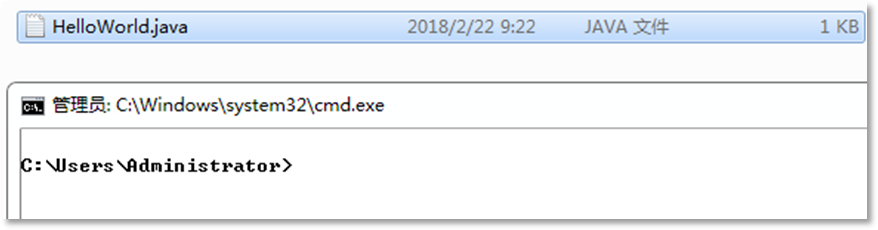 HelloWorld.java 2018/2/22 9:22 JAVA 文件 1 KB
C:\. 管理员: C:\Windows\system32\cmd.exe
C:\Users\Administrator>